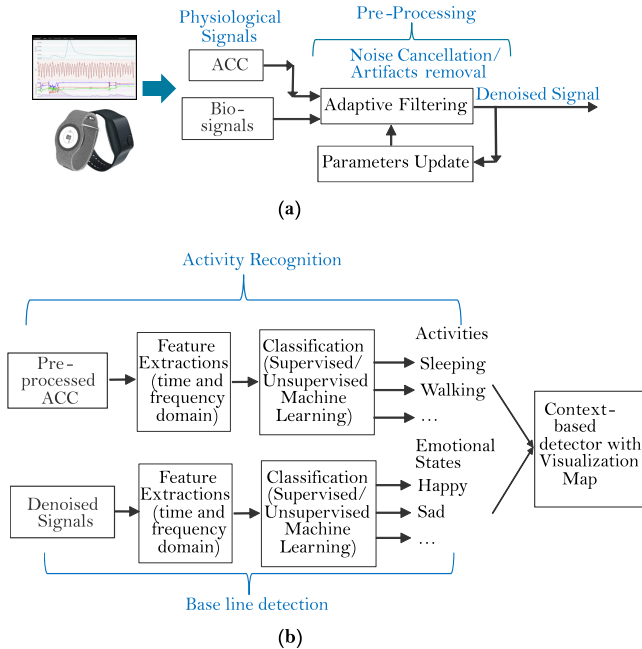 Physiological
Signals
Pre-Processing
ACC
Noise Cancellation/
Artifacts removal
Bio-
signals
Adaptive Filtering
Denoised Signal
Parameters Update
(a)
Activity Recognition
Pre-
processed
ACC
Feature
Extractions
(time and
frequency
domain)
Classification
(Supervised/
Unsupervised
Machine
Learning)
Activities
Sleeping
Walking
...
Context-
based
detector with
Visualization
Map
Denoised
Signals
Feature
Extractions
(time and
frequency
domain)
Classification
(Supervised/
Unsupervised
Machine
Learning)
Emotional
States
Happy
Sad
...
Base line detection
(b)